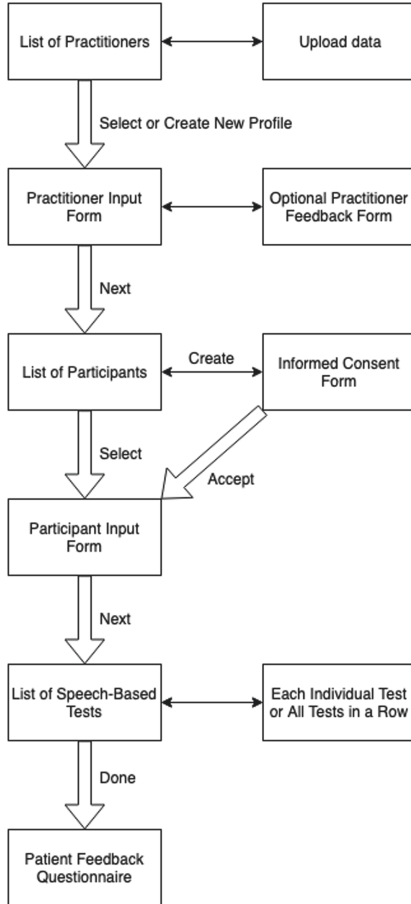 List of Practitioners
Upload data
Select or Create New Profile
Practitioner Input
Form
Optional Practitioner
Feedback Form
Next
List of Participants
Create
Informed Consent
Form
Select
Accept
Participant Input
Form
Next
List of Speech-Based
Tests
Each Individual Test
or All Tests in a Row
Done
Patient Feedback
Questionnaire